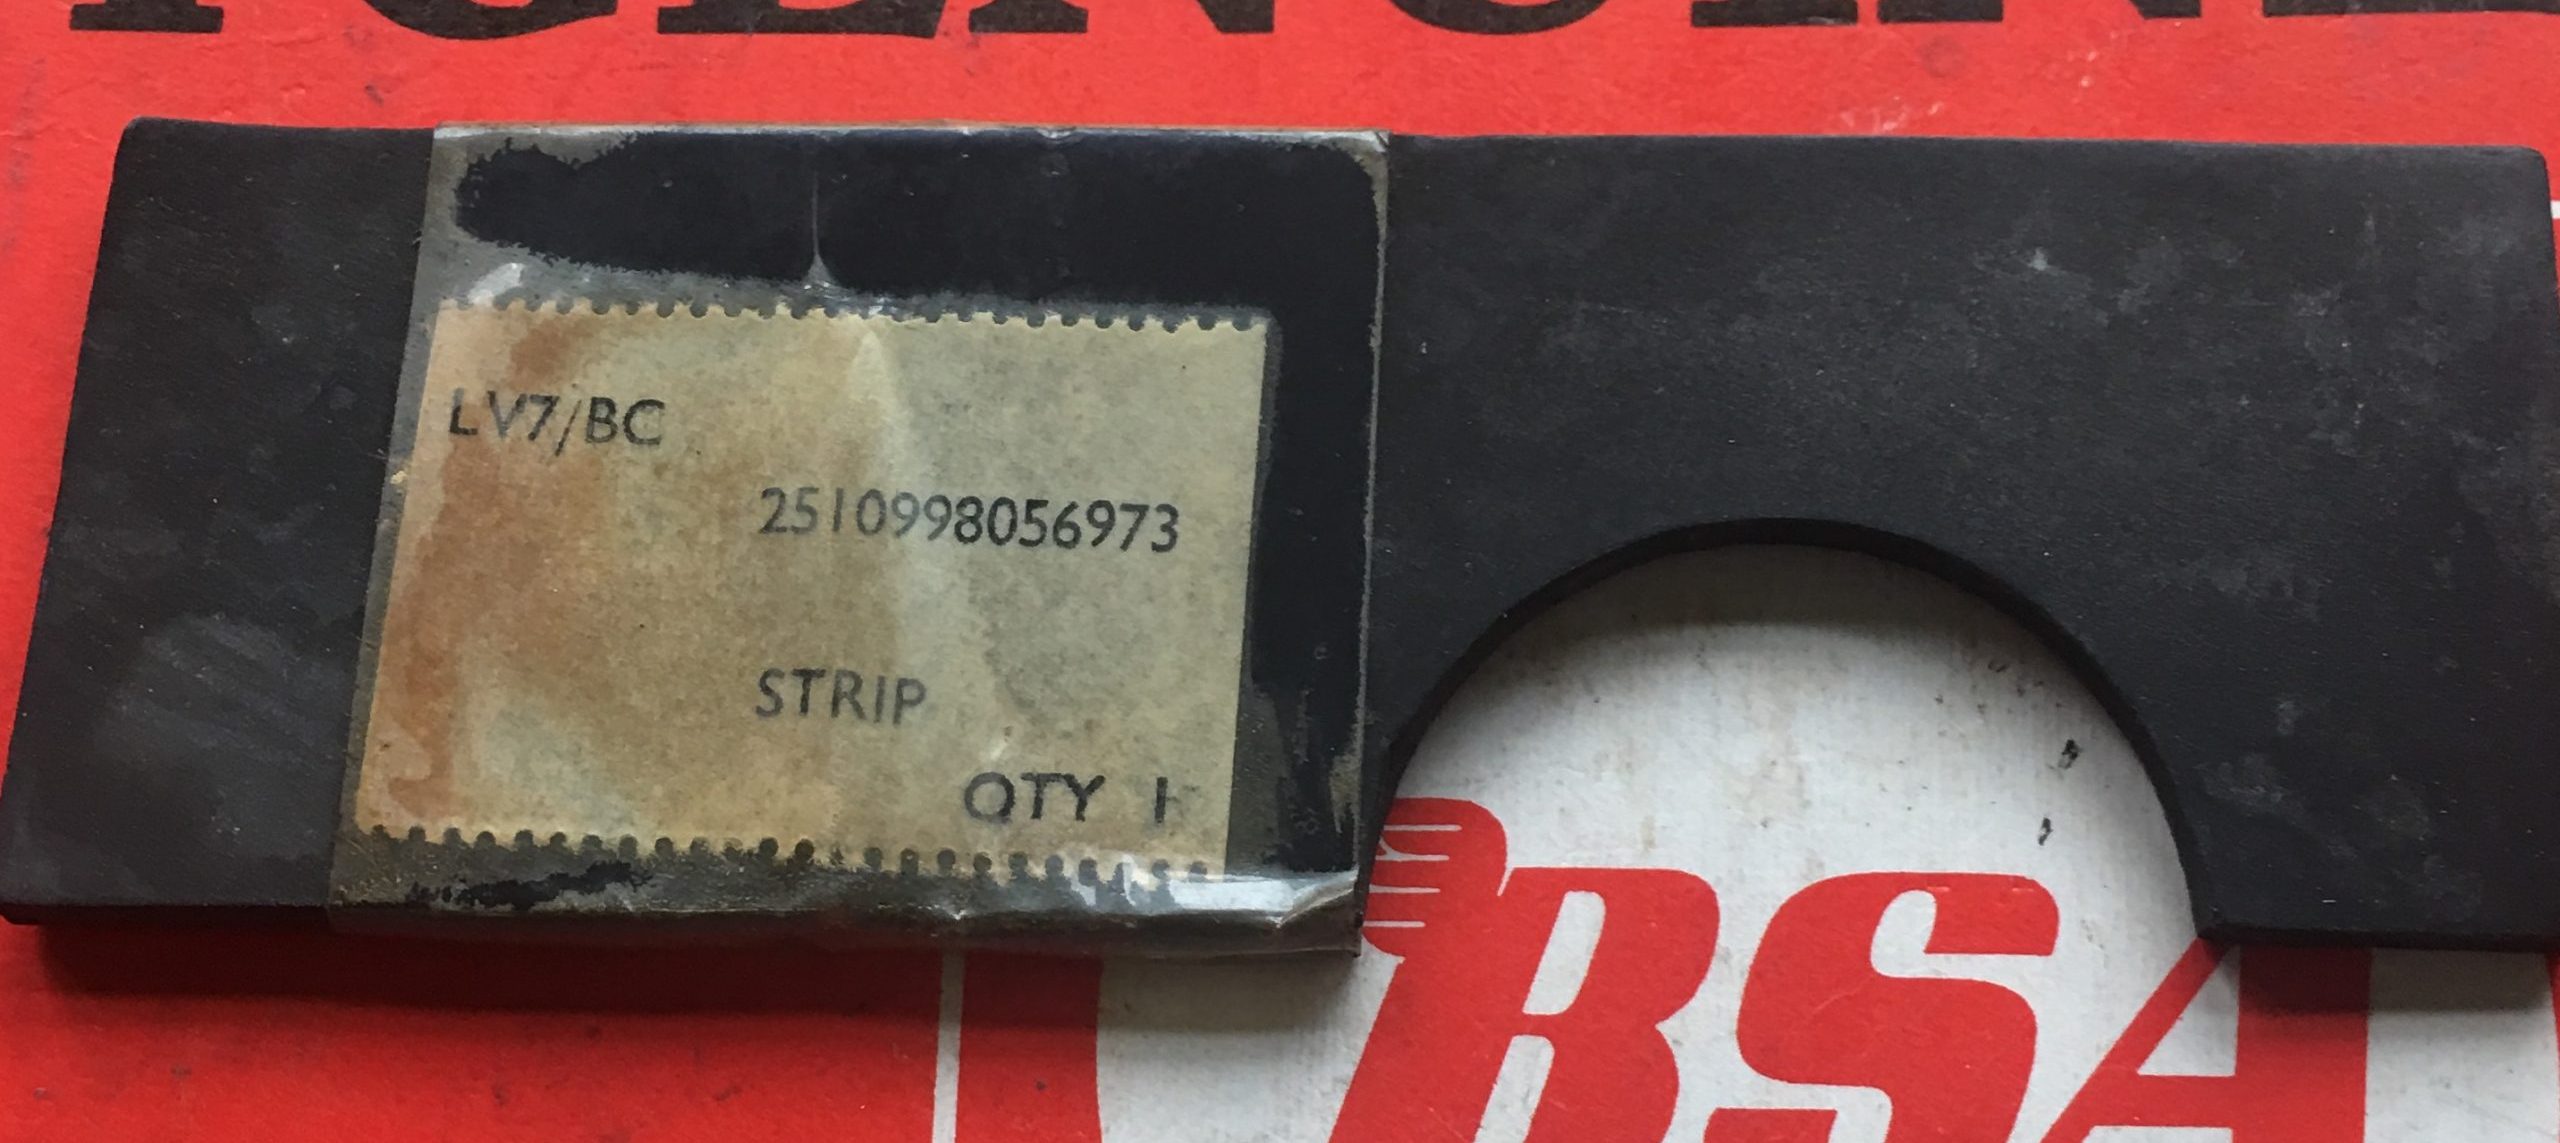 LV7/BC
2510998056973
STRIP
QTY 1
BSA